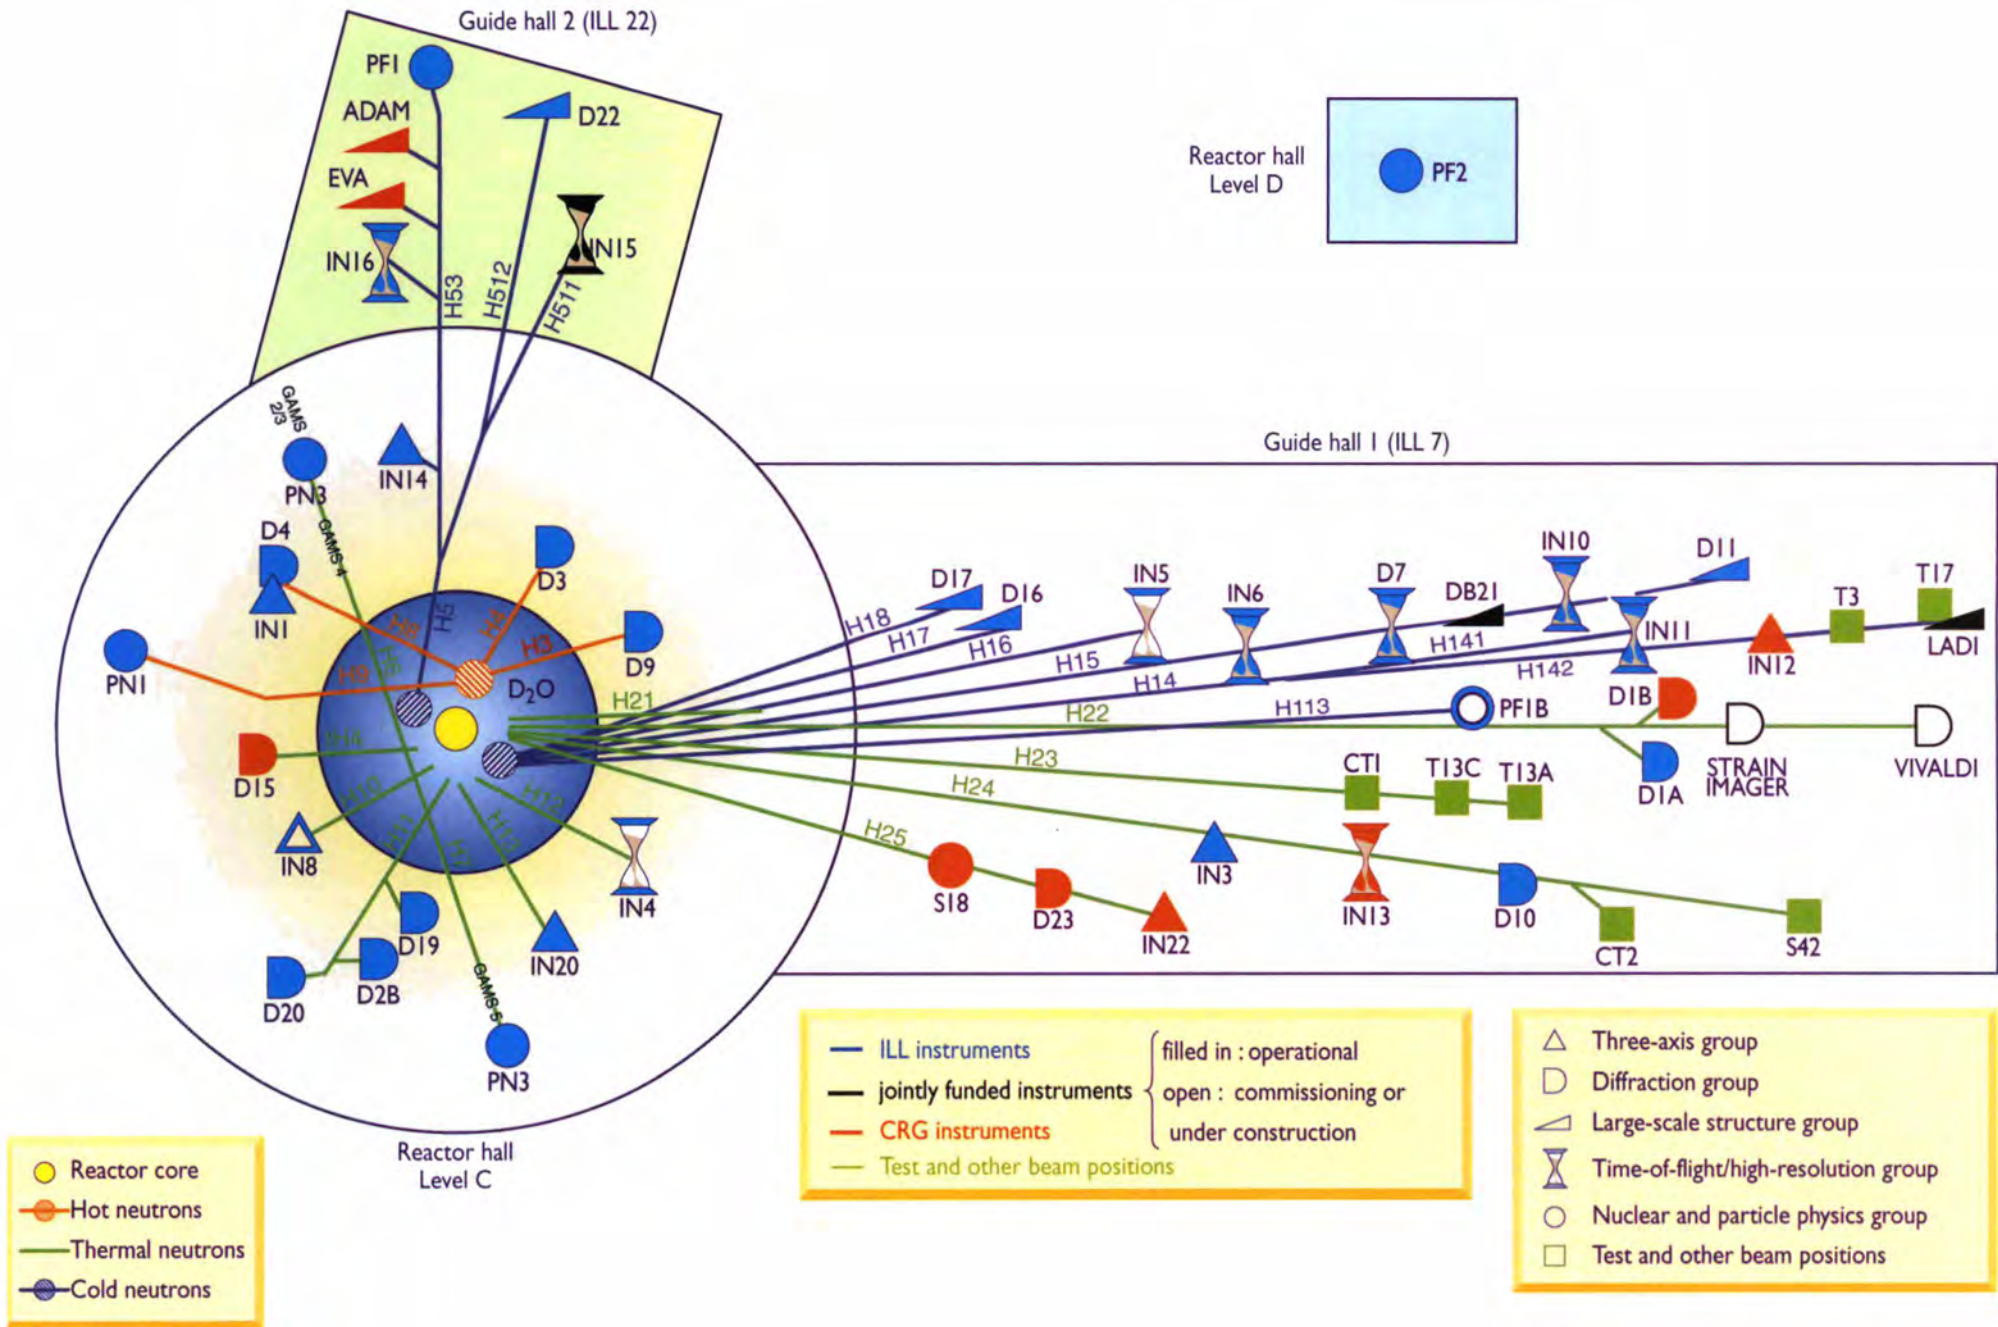 Guide hall 2 (ILL 22)
PF1
ADAM
D22
EVA
IN16
IN15
H53
H512
H511
Reactor hall
Level D
PF2
GAMS
2/3
PN3
IN14
GAMS 4
D4
IN1
D3
D9
PN1
H8
H5
H4
H3
H9
D2O
D15
IH4
H10
IN8
H11
H7
H13
H12
IN4
D19
D2B
D20
IN20
GAMS 5
PN3
Reactor hall
Level C
Guide hall 1 (ILL 7)
D17
D16
IN5
IN6
D7
DB21
IN10
D11
IN11
IN12
T3
T17
LADI
H18
H17
H16
H15
H14
H141
H142
H113
H21
H22
H23
H24
H25
PF1B
D1B
D1A
STRAIN
IMAGER
VIVALDI
CT1
T13C
T13A
S18
D23
IN22
IN3
IN13
D10
CT2
S42
Reactor core
Hot neutrons
Thermal neutrons
Cold neutrons
ILL instruments
jointly funded instruments
CRG instruments
Test and other beam positions
filled in : operational
open : commissioning or
under construction
Three-axis group
Diffraction group
Large-scale structure group
Time-of-flight/high-resolution group
Nuclear and particle physics group
Test and other beam positions